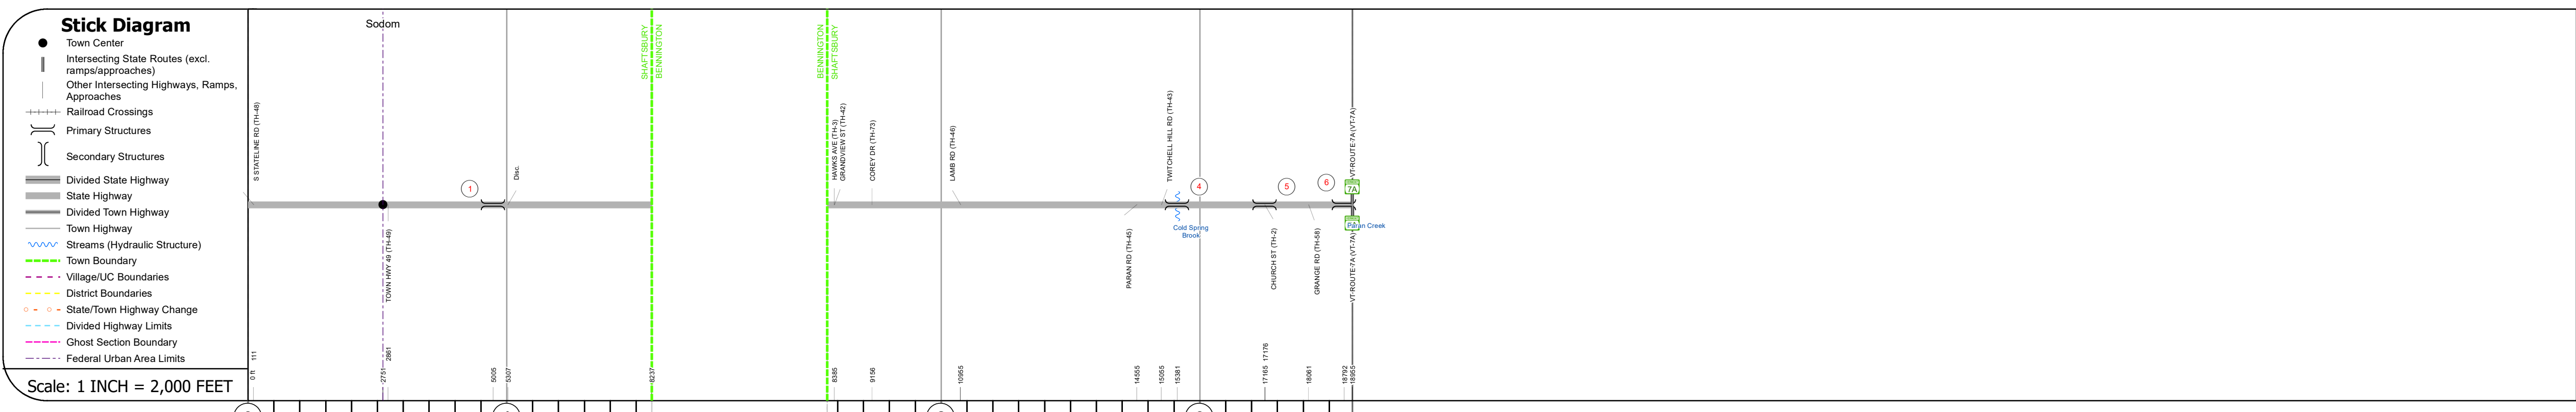 Stick Diagram
Town Center
Intersecting State Routes (excl.
ramps/approaches)
Other Intersecting Highways, Ramps,
Approaches
Railroad Crossings
Primary Structures
Secondary Structures
Divided State Highway
State Highway
Divided Town Highway
Town Highway
Streams (Hydraulic Structure)
Town Boundary
Village/UC Boundaries
District Boundaries
State/Town Highway Change
Divided Highway Limits
Ghost Section Boundary
Federal Urban Area Limits
Scale: 1 INCH = 2,000 FEET
Sodom
S STATELINE RD (TH-48)
TOWN HWY 49 (TH-49)
1
Disc.
SHAFTSBURY
BENNINGTON
BENNINGTON
SHAFTSBURY
HAWKS AVE (TH-3)
GRANDVIEW ST (TH-42)
COREY DR (TH-73)
LAMB RD (TH-46)
PARAN RD (TH-45)
TWITCHELL HILL RD (TH-43)
4
Cold Spring
Brook
CHURCH ST (TH-2)
5
GRANGE RD (TH-58)
6
VT-ROUTE-7A (VT-7A)
7A
Paran Creek
VT-ROUTE-7A (VT-7A)
0 ft
111
2751
2861
5005
5307
8237
8385
9156
10955
14555
15055
15381
17165
17176
18061
18792
18955